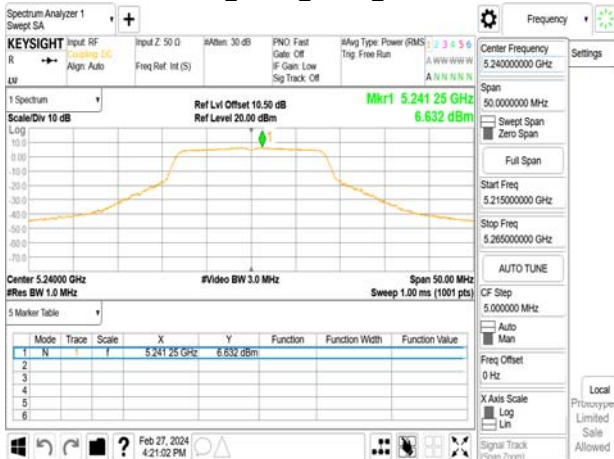 Spectrum Analyzer 1
Swept SA
+
Frequency
KEYSIGHT Input: RF Input Z: 50 Ω #Atten: 30 dB PNO: Fast #Avg Type: Power (RMS 1 2 3 4 5 6
R Coupling: DC Gate: Off Trig: Free Run A W W W W W
Align: Auto Freq Ref: Int (S) IF Gain: Low
LW Sig Track: Off A N N N N N
Center Frequency
5.240000000 GHz
Settings
Span
50.0000000 MHz
Swept Span
Zero Span
Full Span
Start Freq
5.215000000 GHz
Stop Freq
5.265000000 GHz
AUTO TUNE
CF Step
5.000000 MHz
Auto
Man
Freq Offset
0 Hz
X Axis Scale
Log
Lin
Signal Track
(Span Zoom)
Local
Prototype
Limited
Sale
Allowed
1 Spectrum Ref Lvl Offset 10.50 dB Mkr1 5.241 25 GHz
Scale/Div 10 dB Ref Level 20.00 dBm 6.632 dBm
Log
1
10.0
0.00
-10.0
-20.0
-30.0
-40.0
-50.0
-60.0
-70.0
Center 5.24000 GHz #Video BW 3.0 MHz Span 50.00 MHz
#Res BW 1.0 MHz Sweep 1.00 ms (1001 pts)
5 Marker Table
Mode Trace Scale X Y Function Function Width Function Value
1 N 1 f 5.241 25 GHz 6.632 dBm
2
3
4
5
6
? Feb 27, 2024
4:21:02 PM